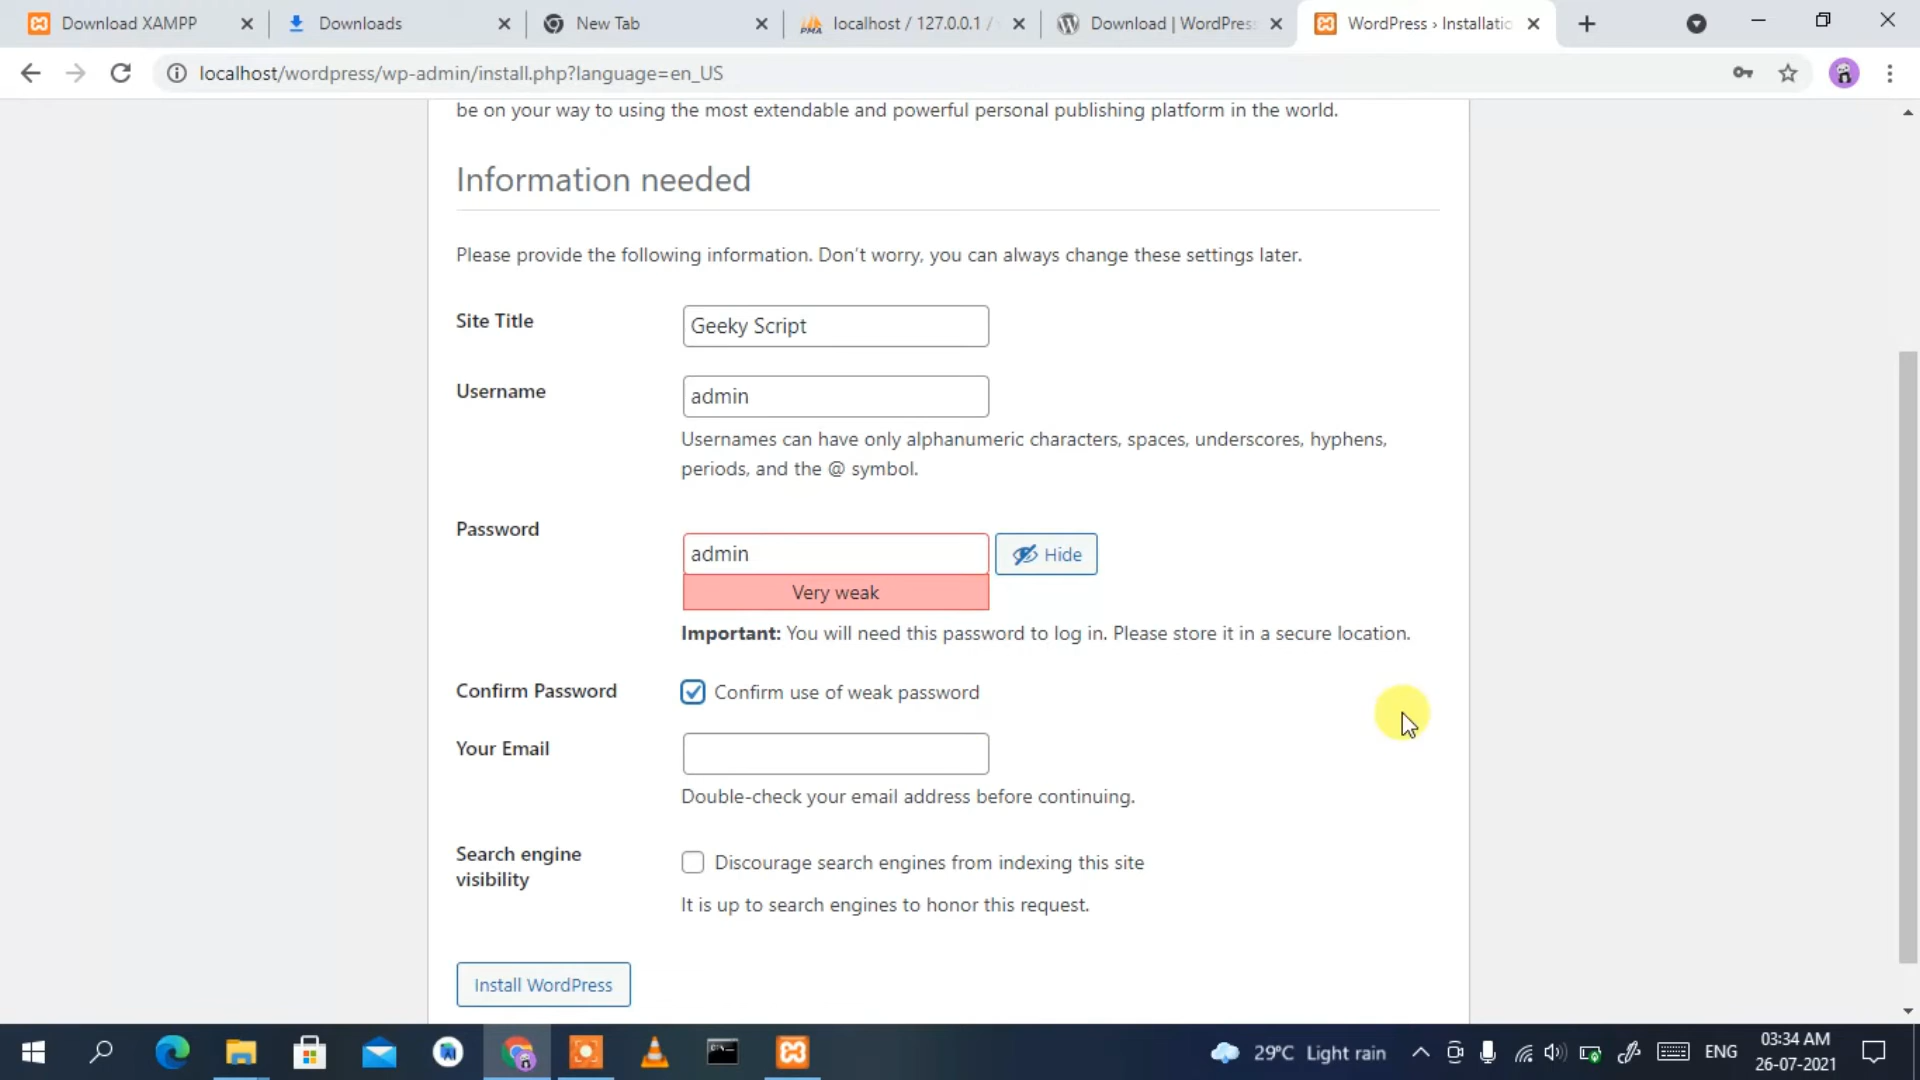 Download XAMPP
Downloads
New Tab
localhost / 127.0.0.1 /
Download | WordPress
WordPress › Installatio
localhost/wordpress/wp-admin/install.php?language=en_US
be on your way to using the most extendable and powerful personal publishing platform in the world.
Information needed
Please provide the following information. Don’t worry, you can always change these settings later.
Site Title
Geeky Script
Username
admin
Usernames can have only alphanumeric characters, spaces, underscores, hyphens,
periods, and the @ symbol.
Password
admin
Hide
Very weak
Important: You will need this password to log in. Please store it in a secure location.
Confirm Password
Confirm use of weak password
Your Email
Double-check your email address before continuing.
Search engine
visibility
Discourage search engines from indexing this site
It is up to search engines to honor this request.
Install WordPress
29°C Light rain
ENG
03:34 AM
26-07-2021